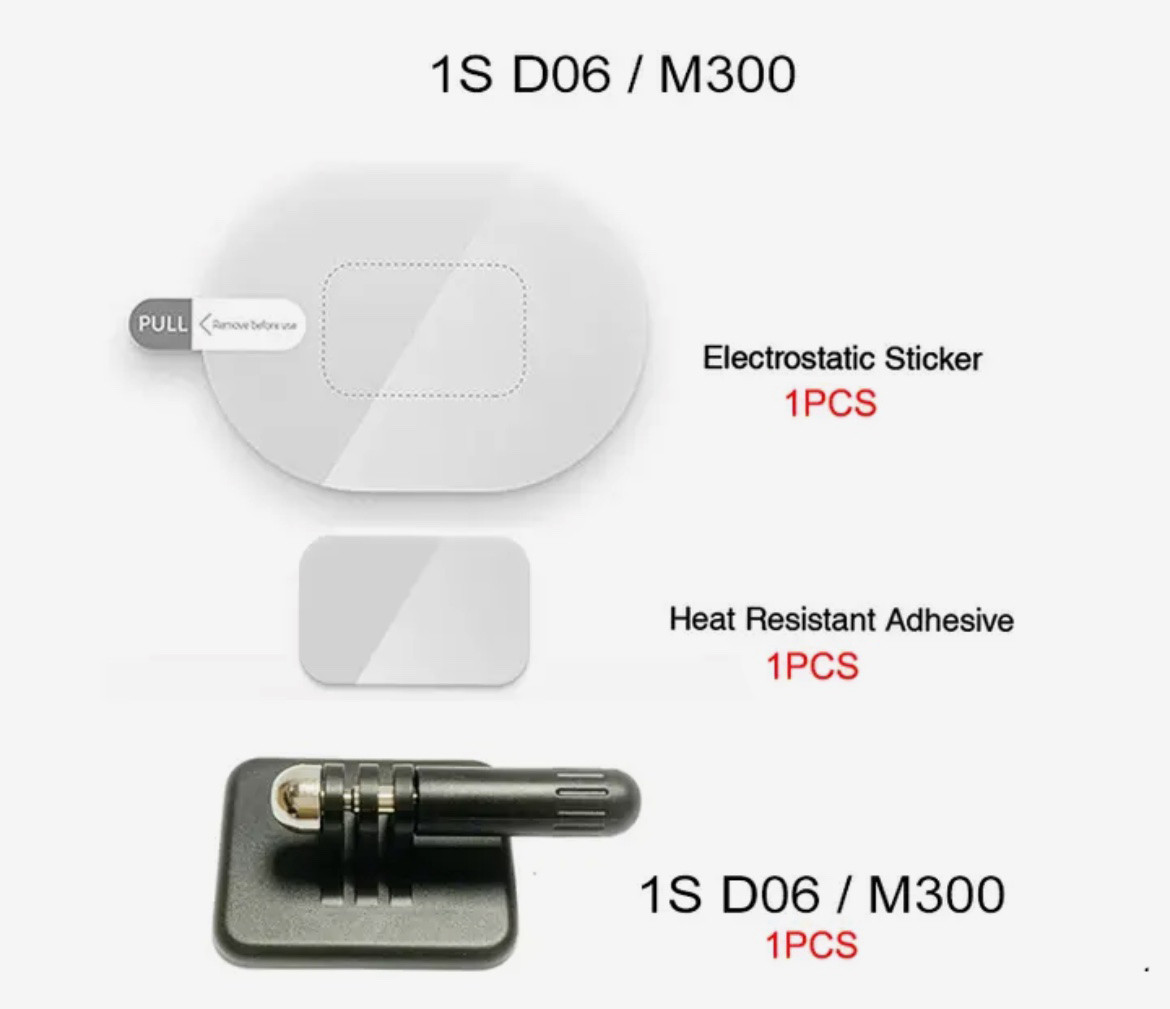 1S D06 / M300
PULL
Remove before use
Electrostatic Sticker
1PCS
Heat Resistant Adhesive
1PCS
1S D06 / M300
1PCS